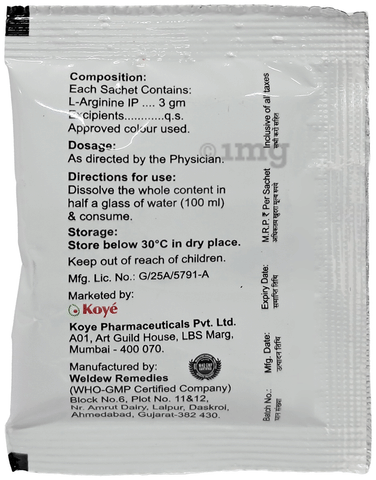 Composition:
Each Sachet Contains:
L-Arginine IP .... 3 gm
Excipients............q.s.
Approved colour used.
Dosage:
As directed by the Physician.
Directions for use:
Dissolve the whole content in
half a glass of water (100 ml)
& consume.
Storage:
Store below 30°C in dry place.
Keep out of reach of children.
Mfg. Lic. No.: G/25A/5791-A
Marketed by:
Koyé
Koye Pharmaceuticals Pvt. Ltd.
A01, Art Guild House, LBS Marg,
Mumbai - 400 070.
Manufactured by:
Weldew Remedies
(WHO-GMP Certified Company)
Block No.6, Plot No. 11&12,
Nr. Amrut Dairy, Lalpur, Daskroi,
Ahmedabad, Gujarat-382 430.
Batch No.:
Mfg. Date:
उत्पादन तिथि
Expiry Date:
समाप्ति तिथि
M.R.P. ₹ Per Sachet
Inclusive of all taxes
1mg